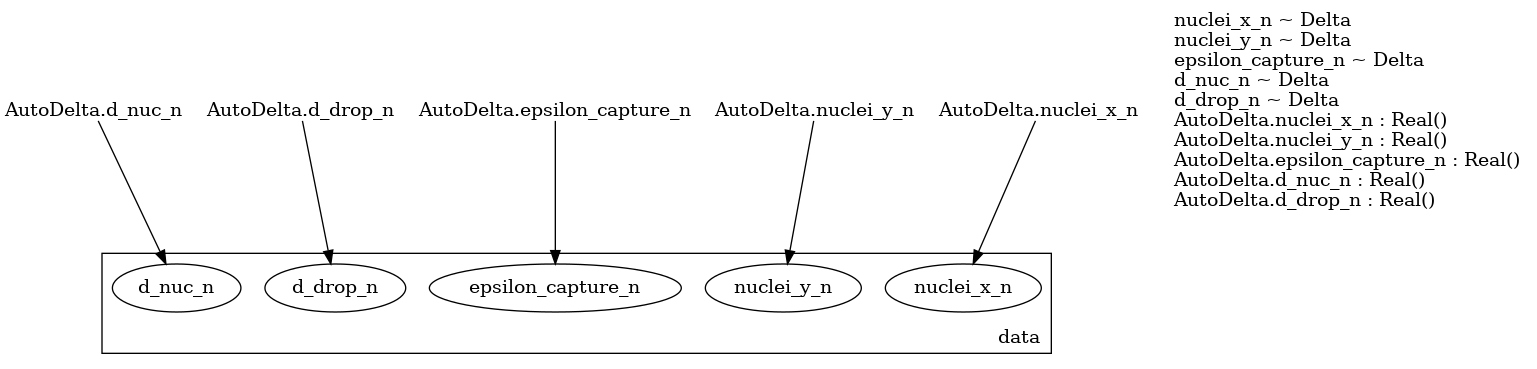 nuclei_x_n ~ Delta
nuclei_y_n ~ Delta
epsilon_capture_n ~ Delta
d_nuc_n ~ Delta
d_drop_n ~ Delta
AutoDelta.nuclei_x_n : Real()
AutoDelta.nuclei_y_n : Real()
AutoDelta.epsilon_capture_n : Real()
AutoDelta.d_nuc_n : Real()
AutoDelta.d_drop_n : Real()
AutoDelta.d_nuc_n AutoDelta.d_drop_n AutoDelta.epsilon_capture_n AutoDelta.nuclei_y_n AutoDelta.nuclei_x_n
d_nuc_n d_drop_n epsilon_capture_n nuclei_y_n nuclei_x_n
data